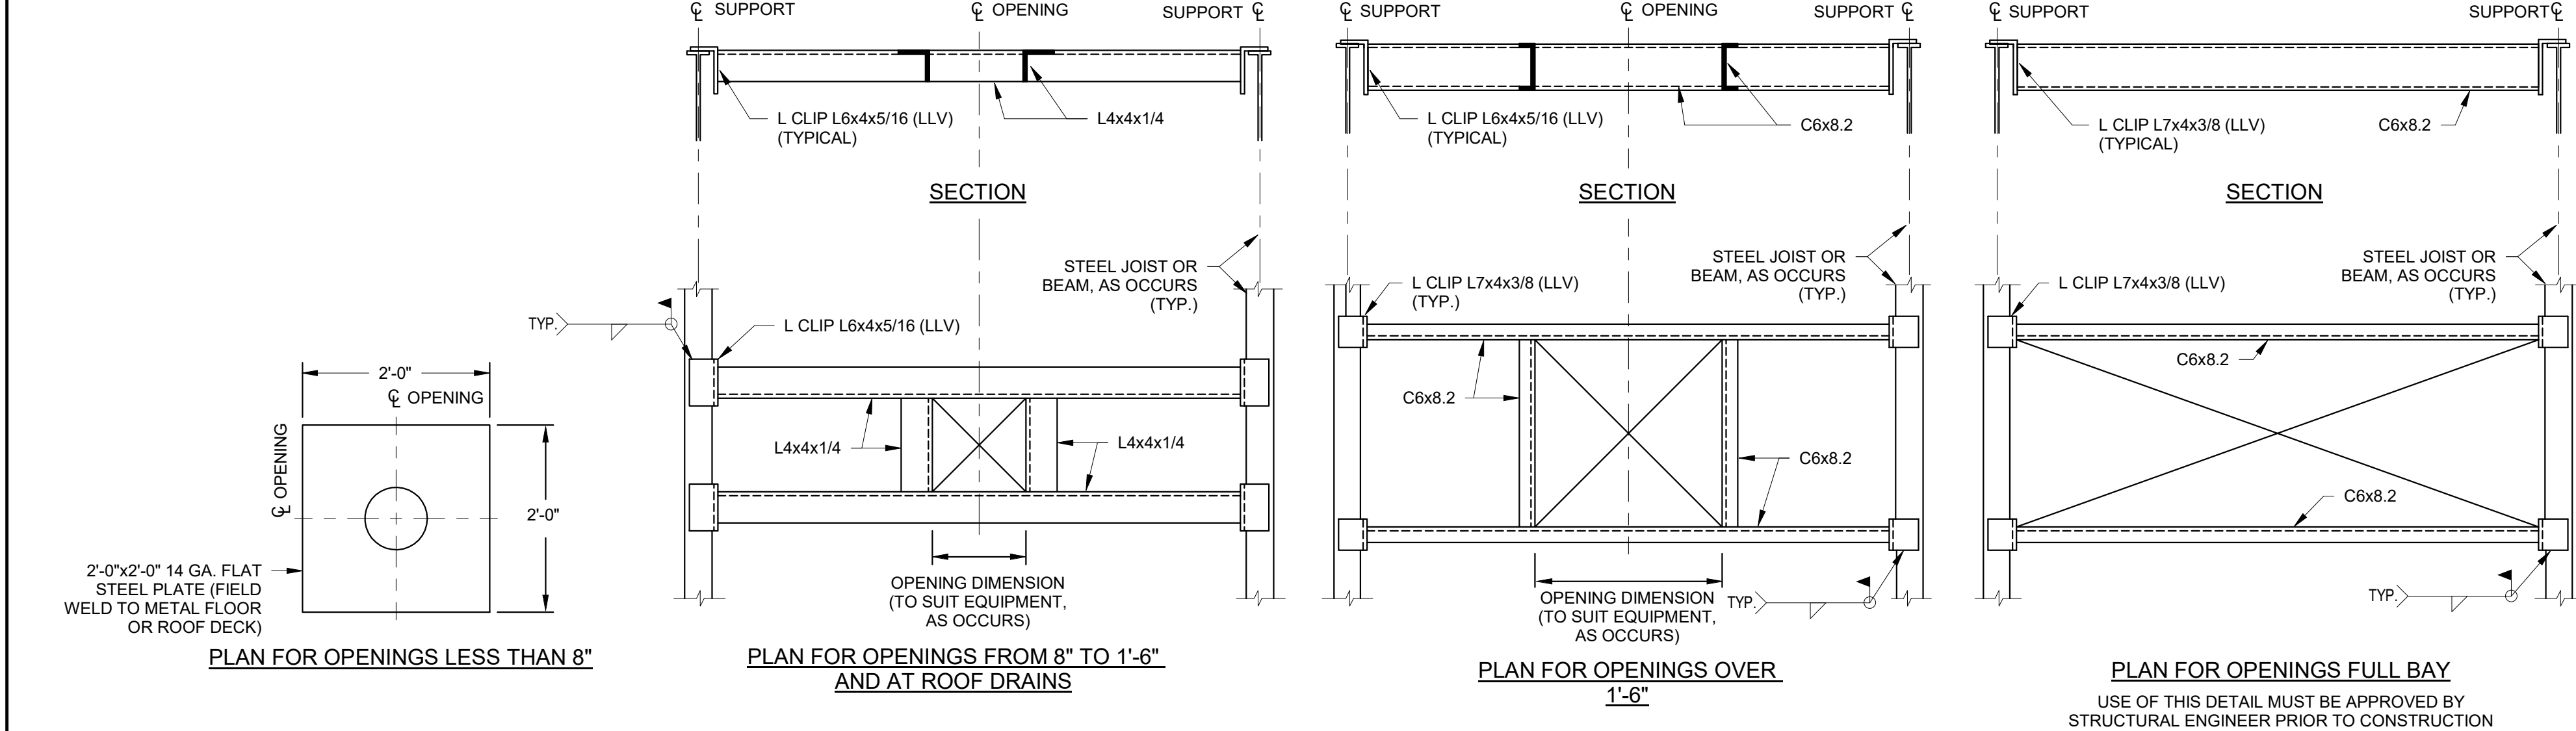 2'-0"
℄ OPENING
℄ OPENING
2'-0"
2'-0"x2'-0" 14 GA. FLAT
STEEL PLATE (FIELD
WELD TO METAL FLOOR
OR ROOF DECK)
PLAN FOR OPENINGS LESS THAN 8"
℄ SUPPORT
℄ OPENING
SUPPORT ℄
L CLIP L6x4x5/16 (LLV)
(TYPICAL)
L4x4x1/4
SECTION
STEEL JOIST OR
BEAM, AS OCCURS
(TYP.)
TYP.
L CLIP L6x4x5/16 (LLV)
L4x4x1/4
L4x4x1/4
OPENING DIMENSION
(TO SUIT EQUIPMENT,
AS OCCURS)
PLAN FOR OPENINGS FROM 8" TO 1'-6"
AND AT ROOF DRAINS
℄ SUPPORT
℄ OPENING
SUPPORT ℄
L CLIP L6x4x5/16 (LLV)
(TYPICAL)
C6x8.2
SECTION
STEEL JOIST OR
BEAM, AS OCCURS
(TYP.)
L CLIP L7x4x3/8 (LLV)
(TYP.)
C6x8.2
C6x8.2
OPENING DIMENSION
(TO SUIT EQUIPMENT,
AS OCCURS)
TYP.
PLAN FOR OPENINGS OVER
1'-6"
℄ SUPPORT
SUPPORT ℄
L CLIP L7x4x3/8 (LLV)
(TYPICAL)
C6x8.2
SECTION
STEEL JOIST OR
BEAM, AS OCCURS
(TYP.)
L CLIP L7x4x3/8 (LLV)
C6x8.2
C6x8.2
TYP.
PLAN FOR OPENINGS FULL BAY
USE OF THIS DETAIL MUST BE APPROVED BY
STRUCTURAL ENGINEER PRIOR TO CONSTRUCTION